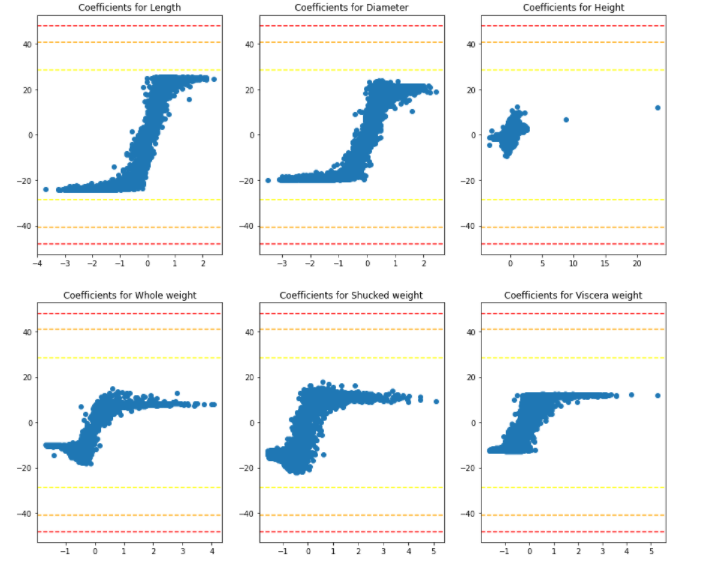 Coefficients for Length
Coefficients for Diameter
Coefficients for Height
40
20
0
−20
−40
−4 −3 −2 −1 0 1 2
40
20
0
−20
−40
−3 −2 −1 0 1 2
40
20
0
−20
−40
0 5 10 15 20
Coefficients for Whole weight
Coefficients for Shucked weight
Coefficients for Viscera weight
40
20
0
−20
−40
−1 0 1 2 3 4
40
20
0
−20
−40
−1 0 1 2 3 4 5
40
20
0
−20
−40
−1 0 1 2 3 4 5